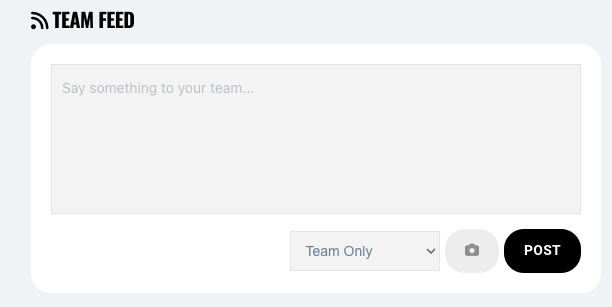 TEAM FEED
Say something to your team...
Team Only
POST